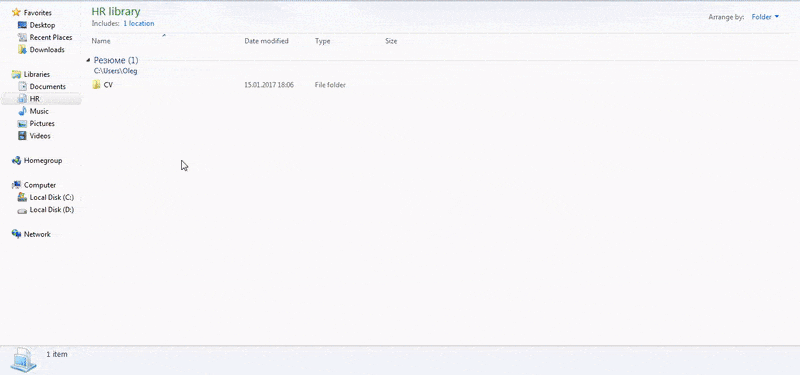 Favorites
Desktop
Recent Places
Downloads
Libraries
Documents
HR
Music
Pictures
Videos
Homegroup
Computer
Local Disk (C:)
Local Disk (D:)
Network
HR library
Includes: 1 location
Arrange by: Folder
Name Date modified Type Size
Резюме (1)
C:\Users\Oleg
CV 15.01.2017 18:06 File folder
1 item